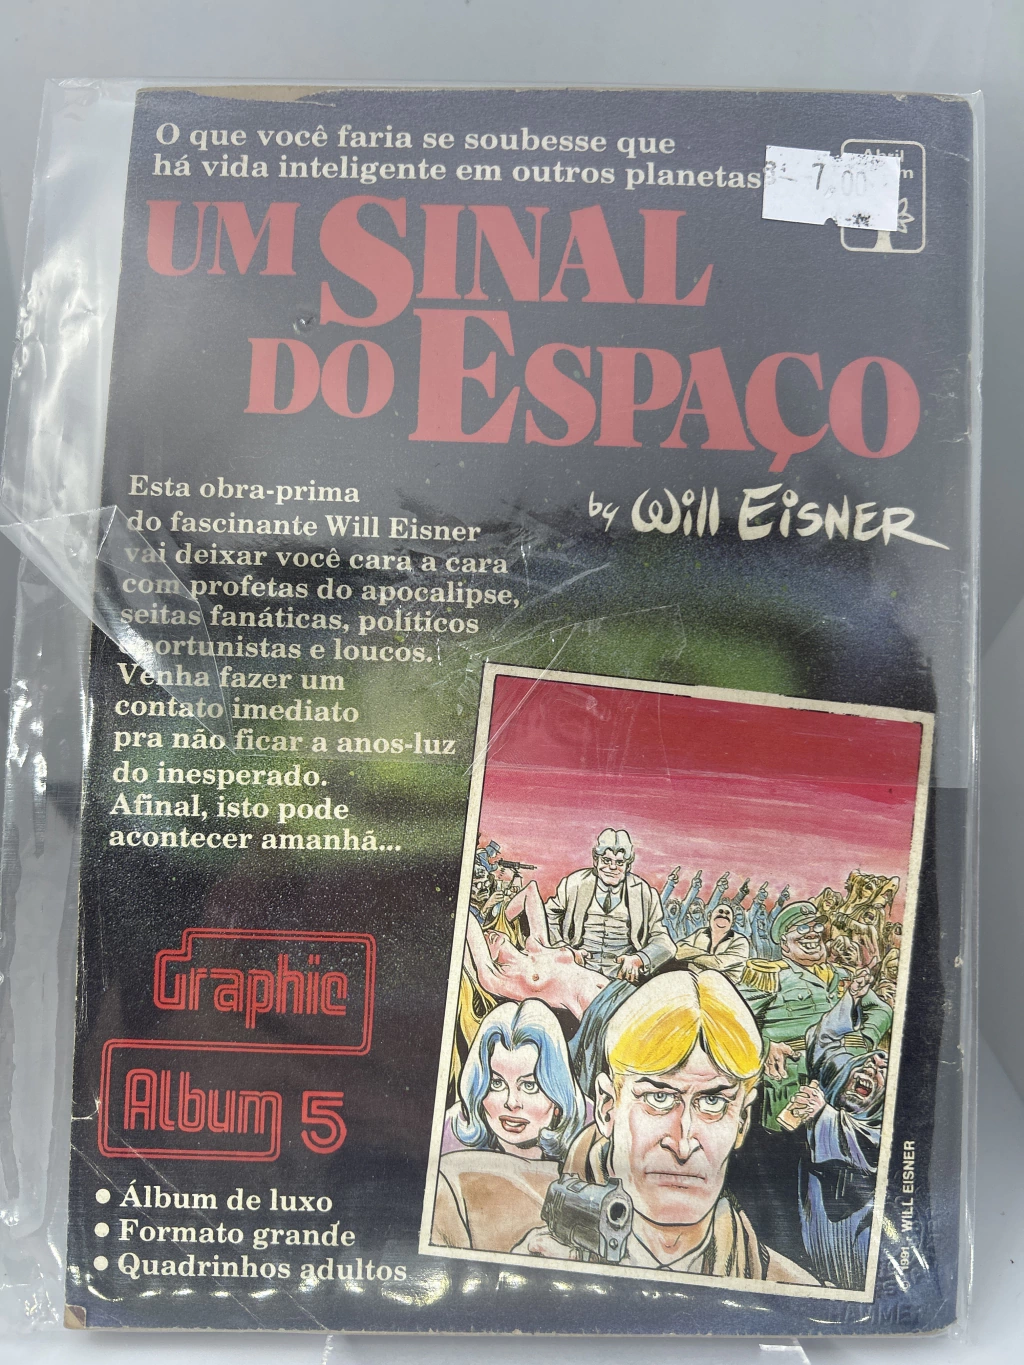 O que você faria se soubesse que
há vida inteligente em outros planetas
Abril
7,00
UM SINAL
DO ESPAÇO
by Will EisNER
Esta obra-prima
do fascinante Will Eisner
vai deixar você cara a cara
com profetas do apocalipse,
seitas fanáticas, políticos
oportunistas e loucos.
Venha fazer um
contato imediato
pra não ficar a anos-luz
do inesperado.
Afinal, isto pode
acontecer amanhã...
Graphic
Album 5
• Álbum de luxo
• Formato grande
• Quadrinhos adultos
WILL EISNER